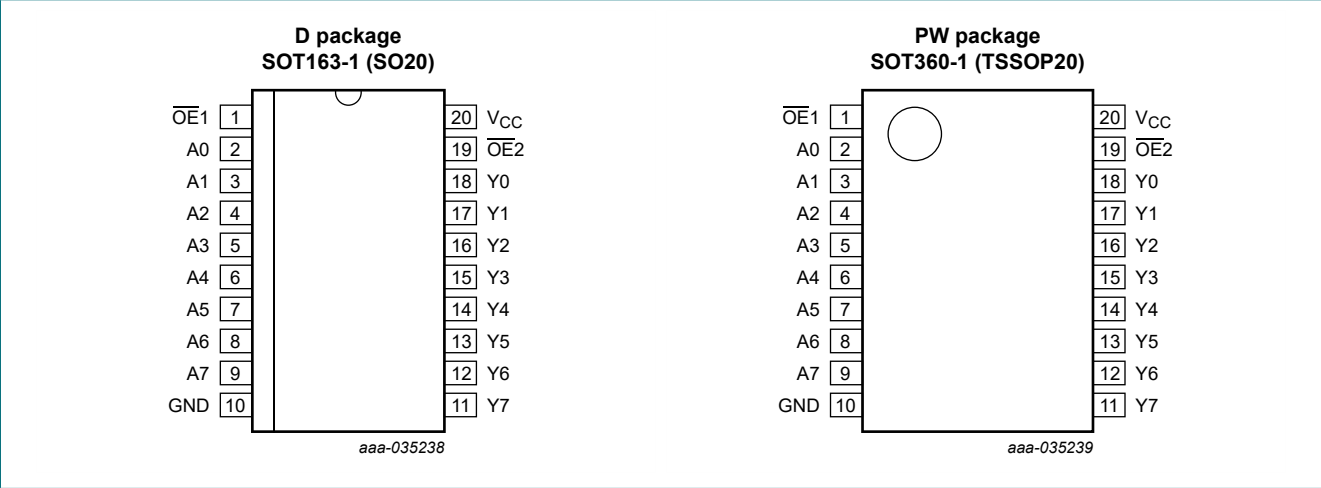 D package
SOT163-1 (SO20)
O̅E̅1 1 20 VCC
A0 2 19 O̅E̅2
A1 3 18 Y0
A2 4 17 Y1
A3 5 16 Y2
A4 6 15 Y3
A5 7 14 Y4
A6 8 13 Y5
A7 9 12 Y6
GND 10 11 Y7
aaa-035238
PW package
SOT360-1 (TSSOP20)
O̅E̅1 1 20 VCC
A0 2 19 O̅E̅2
A1 3 18 Y0
A2 4 17 Y1
A3 5 16 Y2
A4 6 15 Y3
A5 7 14 Y4
A6 8 13 Y5
A7 9 12 Y6
GND 10 11 Y7
aaa-035239